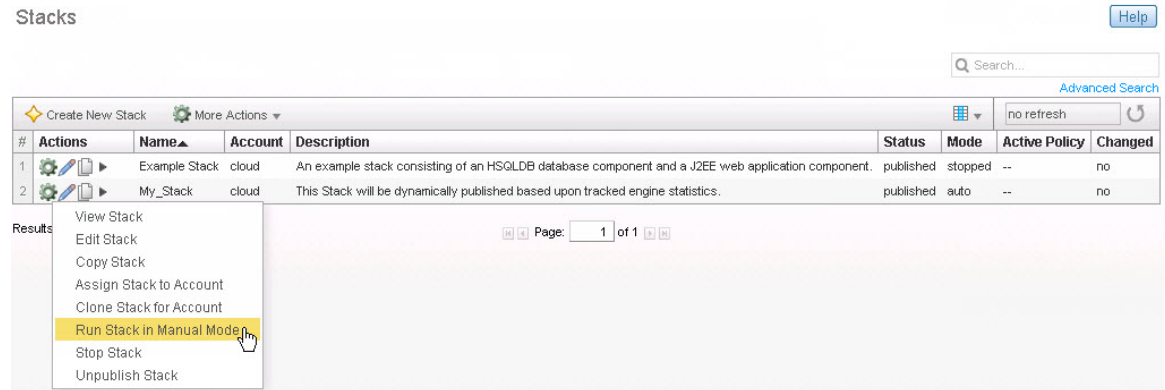 Stacks
Help
Search...
Advanced Search
Create New Stack More Actions no refresh
# Actions Name Account Description Status Mode Active Policy Changed
1 Example Stack cloud An example stack consisting of an HSQLDB database component and a J2EE web application component. published stopped -- no
2 My_Stack cloud This Stack will be dynamically published based upon tracked engine statistics. published auto -- no
Results
Page: 1 of 1
View Stack
Edit Stack
Copy Stack
Assign Stack to Account
Clone Stack for Account
Run Stack in Manual Mode
Stop Stack
Unpublish Stack